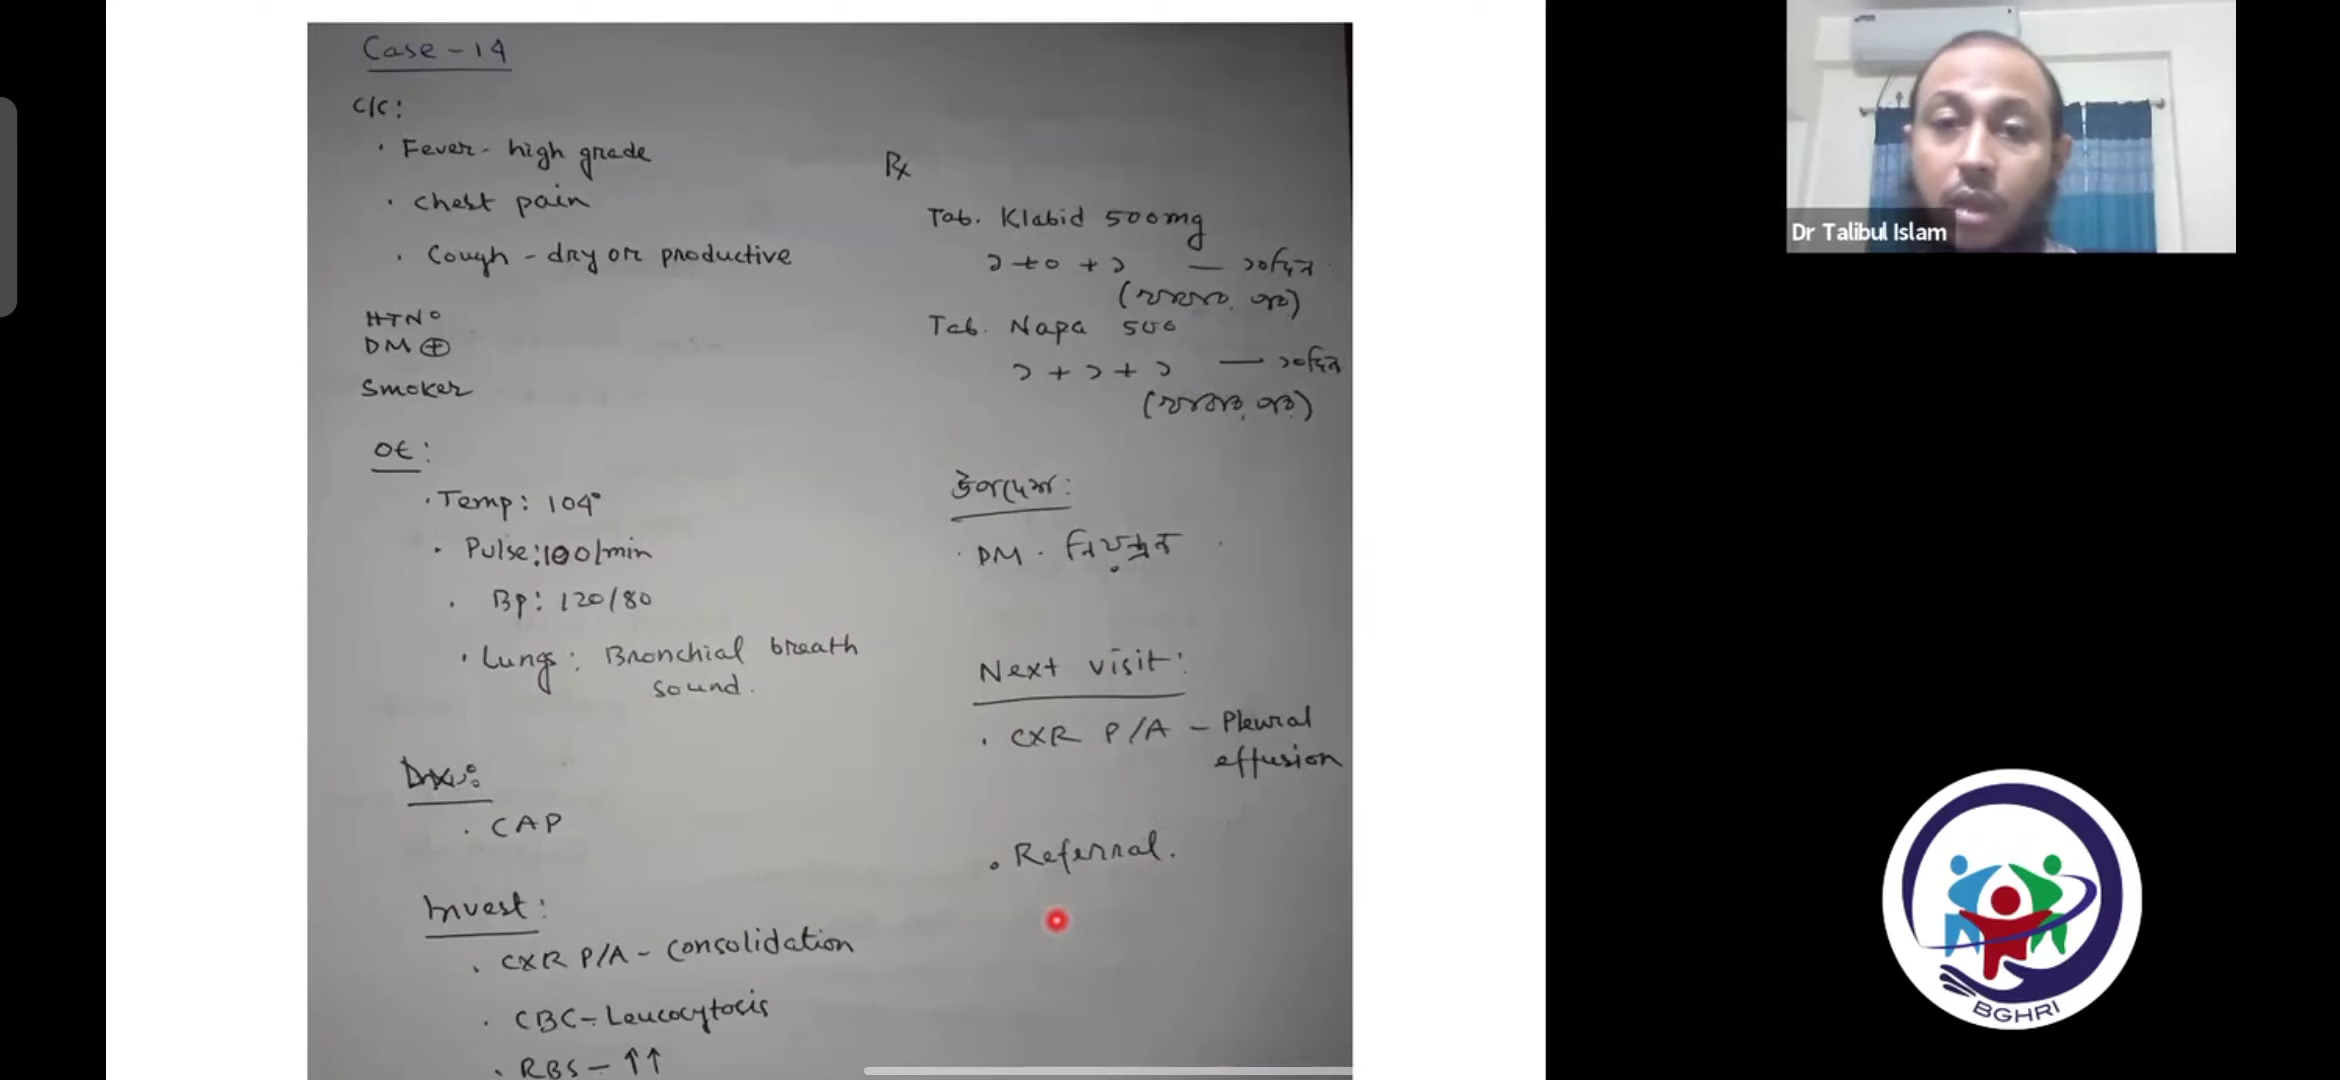 Case - 14
C/C:
· Fever - high grade
· Chest pain
· Cough - dry or productive
HTN°
DM ⊕
Smoker
OE:
· Temp: 104°
· Pulse: 100/min
· Bp: 120/80
· Lungs: Bronchial breath
sound.
Dx:
· CAP
Invest:
· CXR P/A - Consolidation
· CBC - Leucocytosis
· RBS - ↑↑
Rx
Tab. Klabid 500mg
১+০+১ — ১০দিন
Tab. Napa 500
১+১+১ — ১০দিন
উপদেশ:
· DM - নিয়ন্ত্রন
Next visit:
· CXR P/A - Pleural
effusion
· Referral.
Dr Talibul Islam
BGHRI